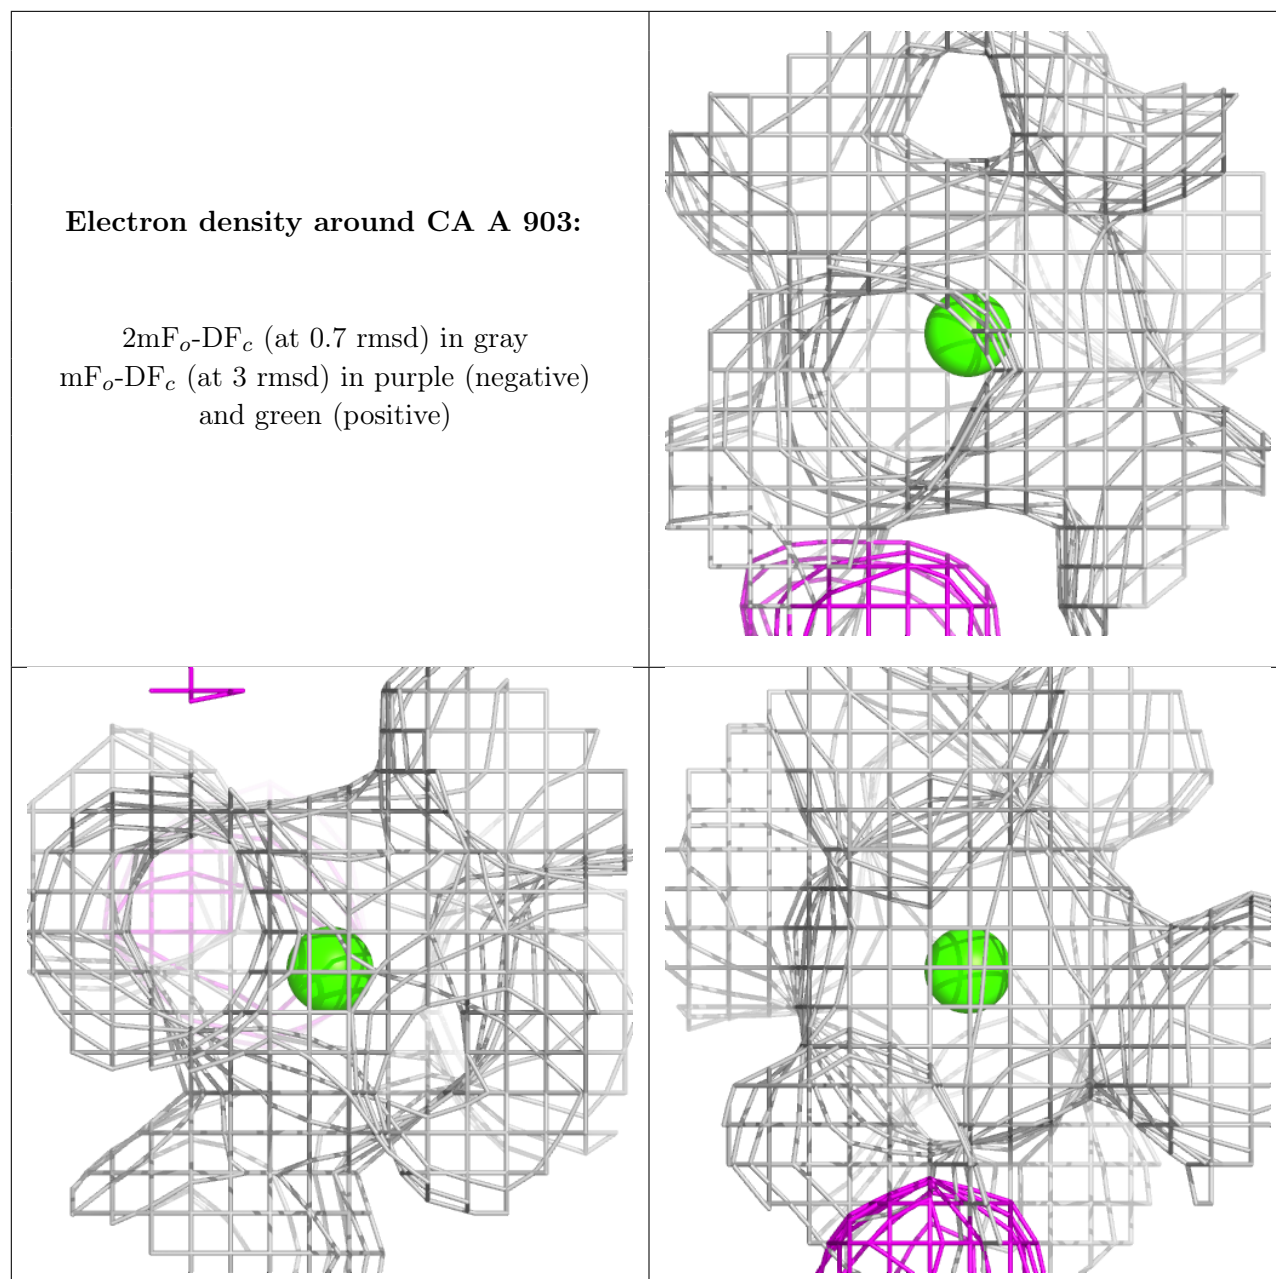 Electron density around CA A 903:
2mFo-DFc (at 0.7 rmsd) in gray
mFo-DFc (at 3 rmsd) in purple (negative)
and green (positive)